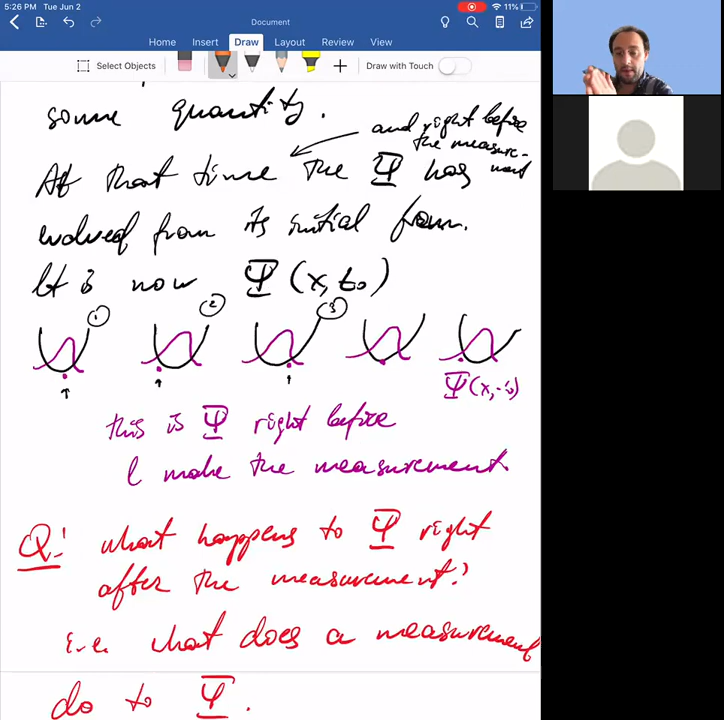 5:26 PM Tue Jun 2
11%
Document
Home Insert Draw Layout Review View
Select Objects
Draw with Touch
some quantity.
and right before
the measure-
ment
At that time the Ψ has
evolved from its initial form.
It is now Ψ(x, t₀)
1 2 3
Ψ(x, t₀)
this is Ψ right before
I make the measurement
Q: what happens to Ψ right
after the measurement?
i.e. what does a measurement
do to Ψ.